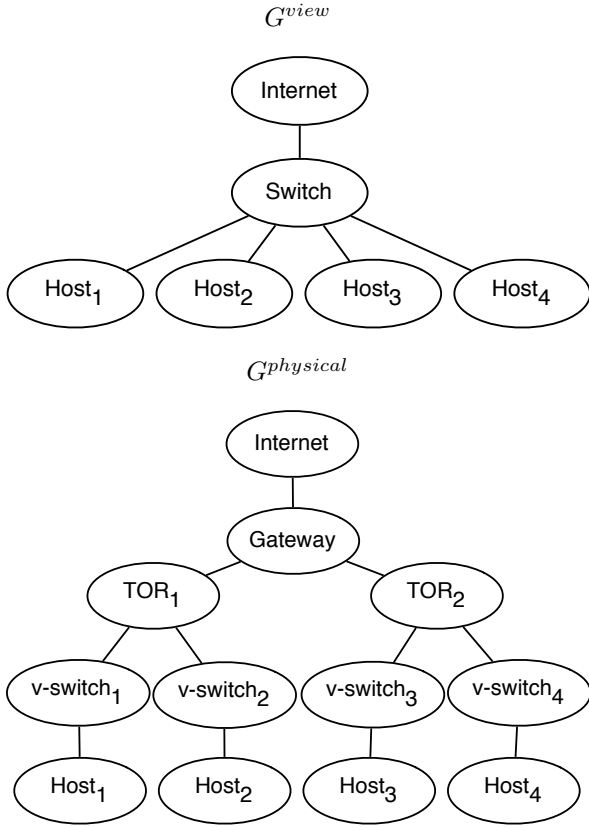 G^view
Internet
Switch
Host1 Host2 Host3 Host4
G^physical
Internet
Gateway
TOR1 TOR2
v-switch1 v-switch2 v-switch3 v-switch4
Host1 Host2 Host3 Host4